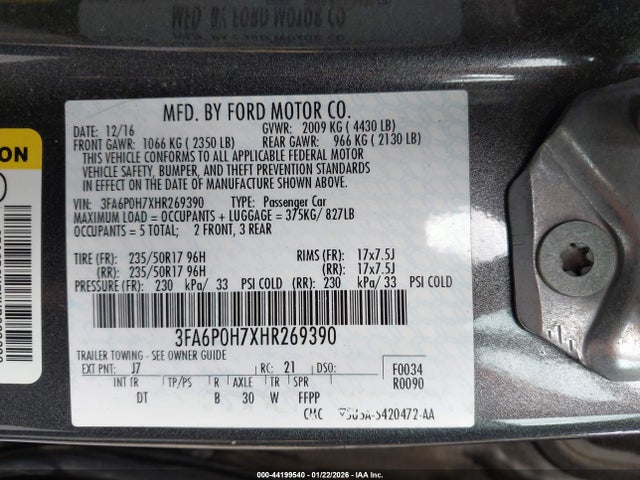 MFD. BY FORD MOTOR CO.
DATE: 12/16 GVWR: 2009 KG ( 4430 LB)
FRONT GAWR: 1066 KG ( 2350 LB) REAR GAWR: 966 KG ( 2130 LB)
THIS VEHICLE CONFORMS TO ALL APPLICABLE FEDERAL MOTOR
VEHICLE SAFETY, BUMPER, AND THEFT PREVENTION STANDARDS
IN EFFECT ON THE DATE OF MANUFACTURE SHOWN ABOVE.
VIN: 3FA6P0H7XHR269390 TYPE: Passenger Car
MAXIMUM LOAD = OCCUPANTS + LUGGAGE = 375KG/ 827LB
OCCUPANTS = 5 TOTAL; 2 FRONT, 3 REAR
TIRE (FR): 235/50R17 96H RIMS (FR): 17x7.5J
(RR): 235/50R17 96H (RR): 17x7.5J
PRESSURE (FR): 230 kPa/ 33 PSI COLD (RR): 230 kPa/ 33 PSI COLD
3FA6P0H7XHR269390
TRAILER TOWING - SEE OWNER GUIDE
EXT PNT: J7 RC: 21 DSO: F0034
R0090
INT TR TP/PS R AXLE TR SPR
DT B 30 W FFPP
CMC
ON
000-44199540 - 01/22/2026 - IAA Inc.